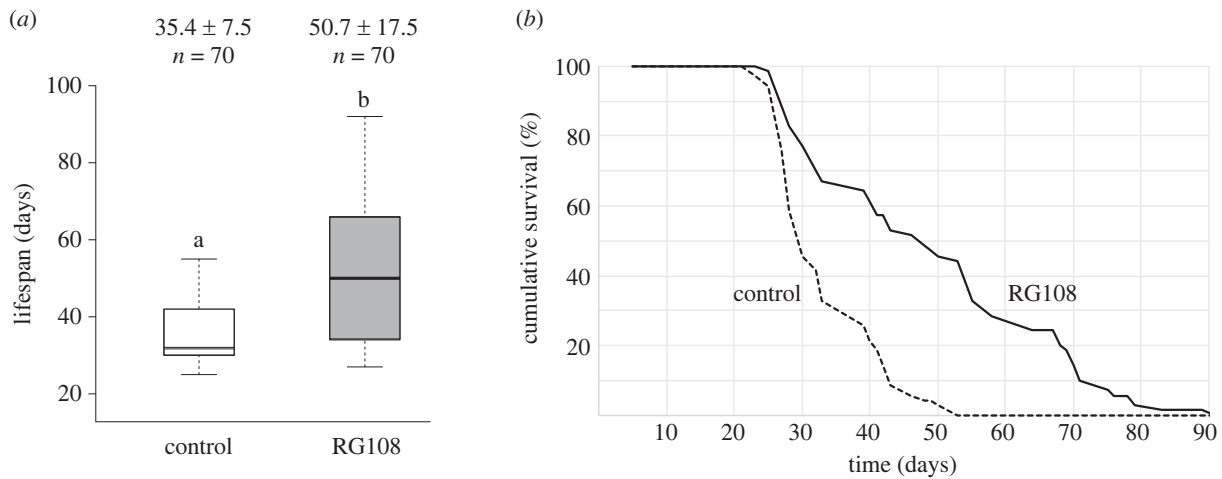 (a)
35.4 ± 7.5
n = 70
50.7 ± 17.5
n = 70
lifespan (days)
100
80
60
40
20
a
b
control
RG108
(b)
cumulative survival (%)
100
80
60
40
20
control
RG108
10 20 30 40 50 60 70 80 90
time (days)